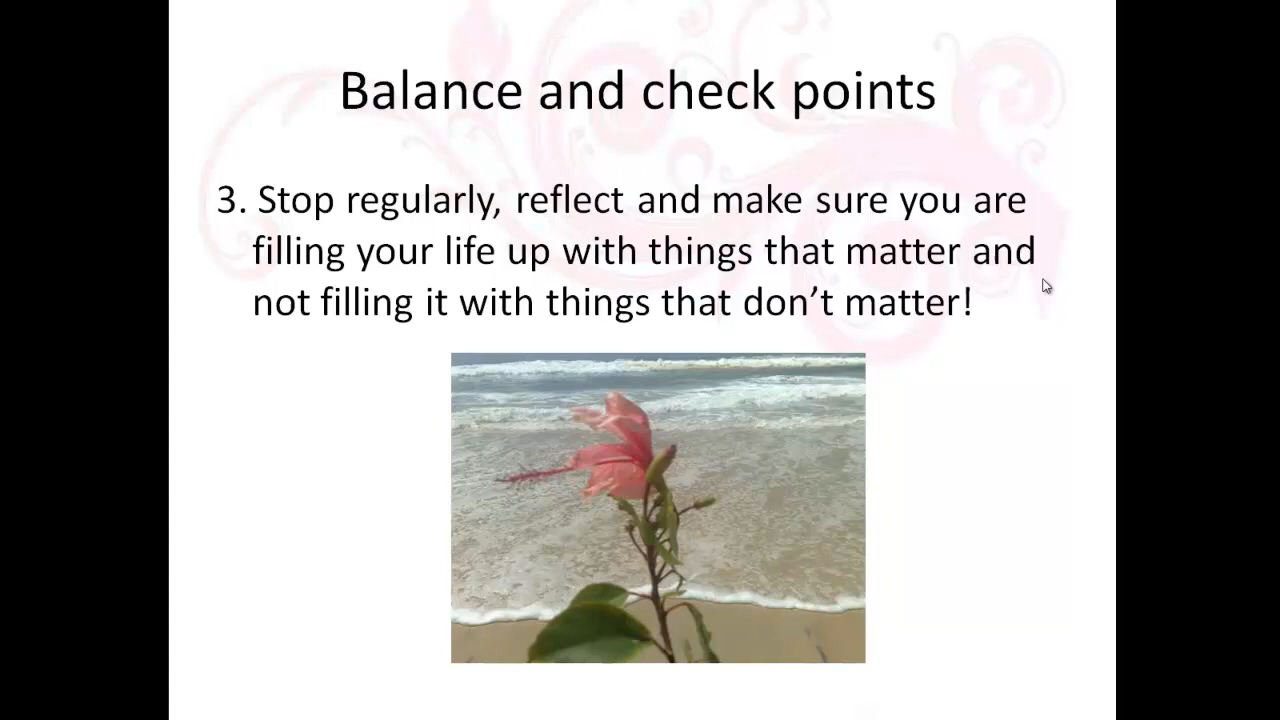 Balance and check points
3. Stop regularly, reflect and make sure you are
filling your life up with things that matter and
not filling it with things that don’t matter!